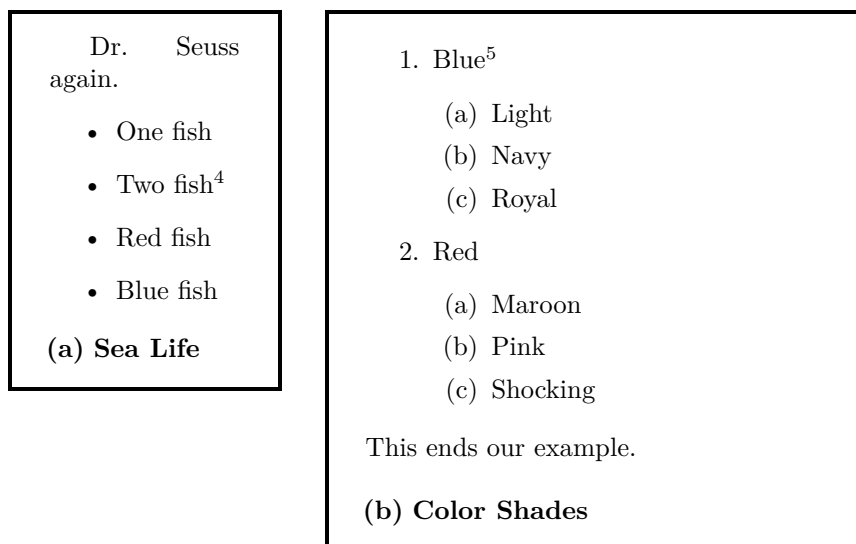 Dr. Seuss
again.
• One fish
• Two fish⁴
• Red fish
• Blue fish
(a) Sea Life
1. Blue⁵
(a) Light
(b) Navy
(c) Royal
2. Red
(a) Maroon
(b) Pink
(c) Shocking
This ends our example.
(b) Color Shades